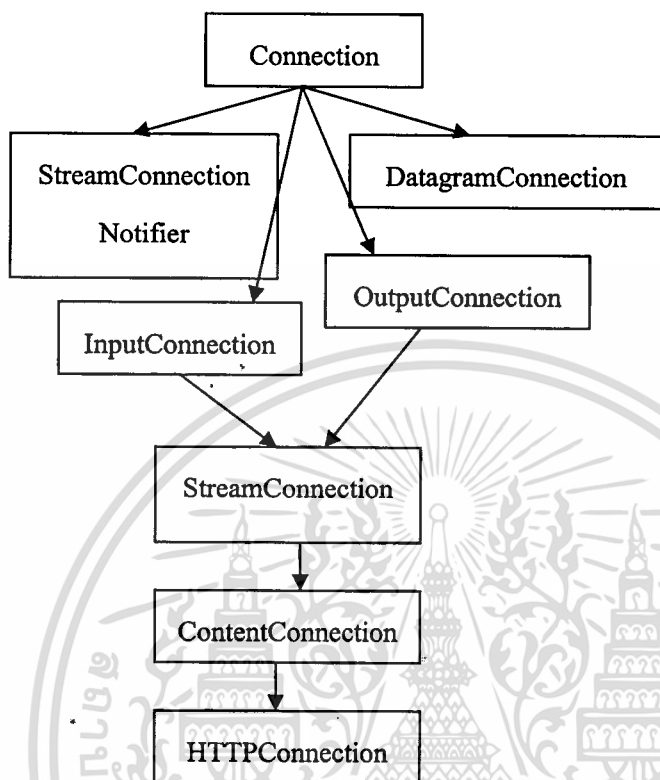 Connection
StreamConnection
Notifier
DatagramConnection
OutputConnection
InputConnection
StreamConnection
ContentConnection
HTTPConnection